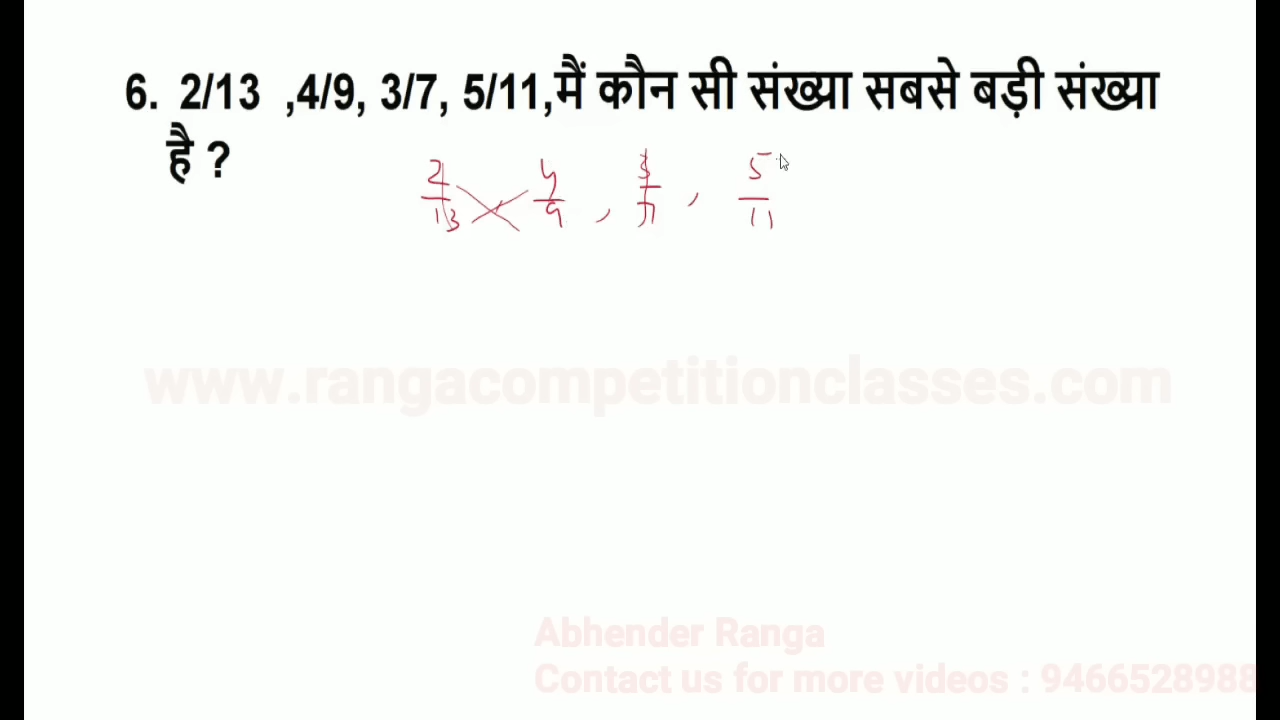 6. 2/13 ,4/9, 3/7, 5/11,मैं कौन सी संख्या सबसे बड़ी संख्या
है ?
2/13 4/9 , 3/7 , 5/11
www.rangacompetitionclasses.com
Abhender Ranga
Contact us for more videos : 9466528988